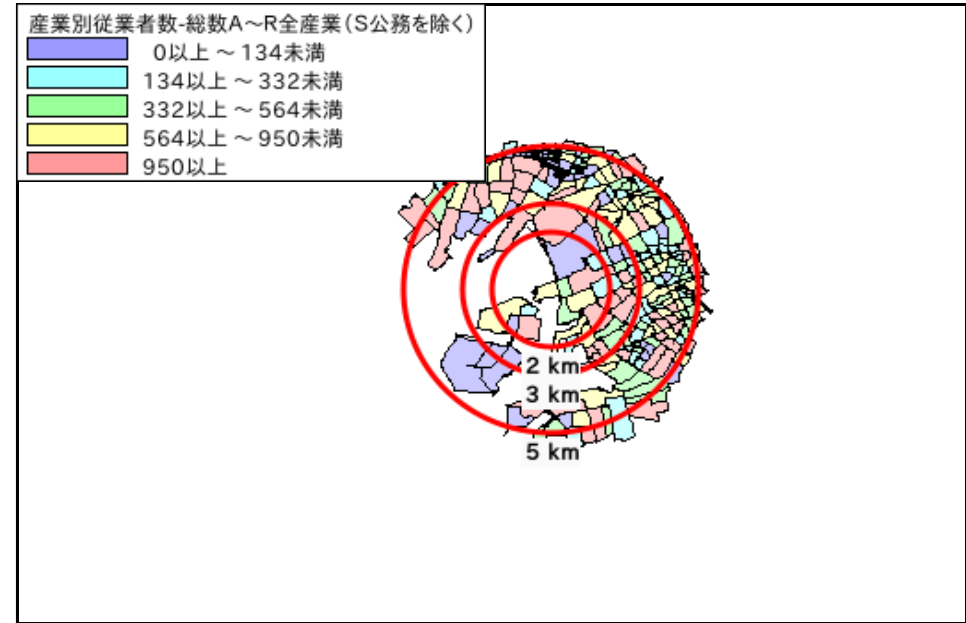 産業別従業者数-総数A～R全産業（S公務を除く）
0以上 ～ 134未満
134以上 ～ 332未満
332以上 ～ 564未満
564以上 ～ 950未満
950以上
2 km
3 km
5 km